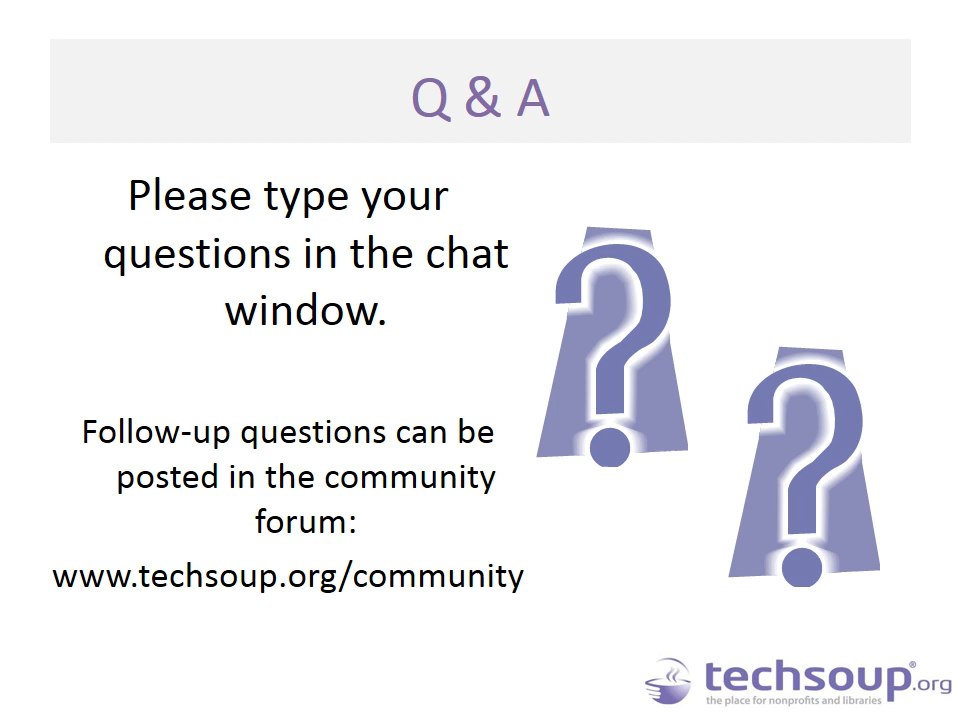 Q & A
Please type your
questions in the chat
window.
Follow-up questions can be
posted in the community
forum:
www.techsoup.org/community
? ?
techsoup®.org
the place for nonprofits and libraries